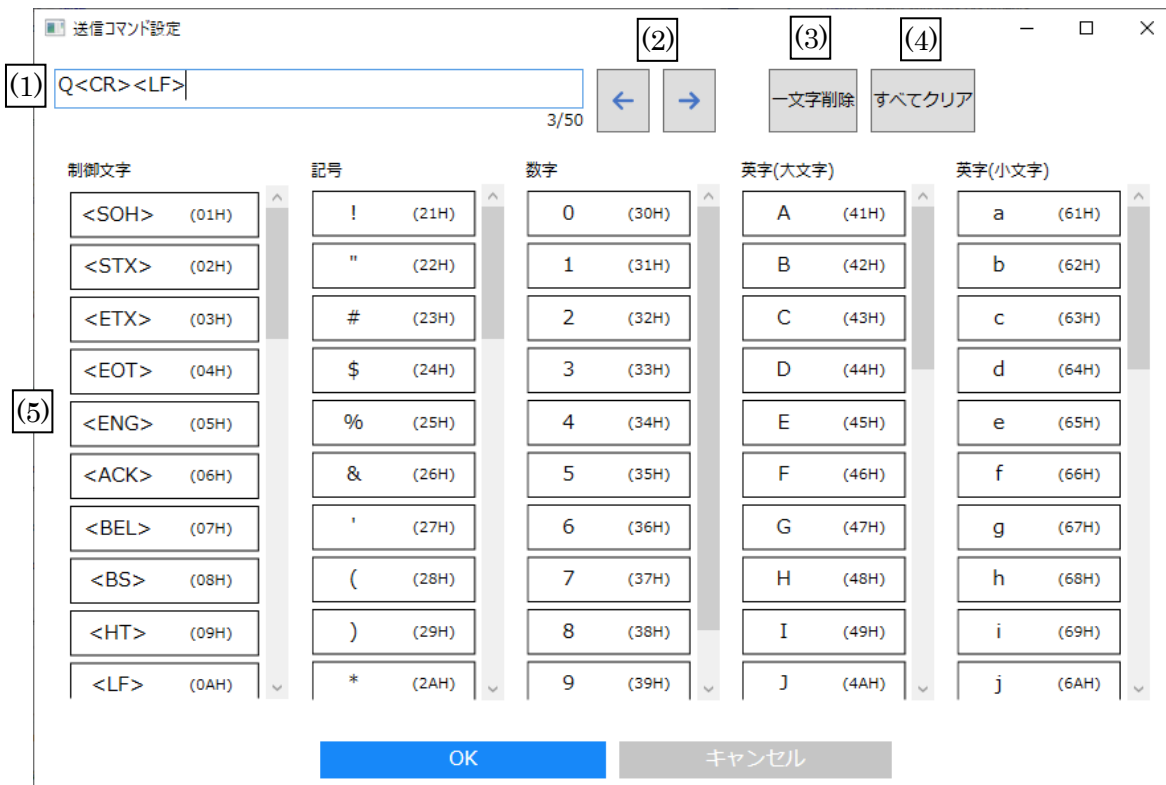 送信コマンド設定
(2) (3) (4)
(1) Q<CR><LF> ← → 一文字削除 すべてクリア
3/50
制御文字 記号 数字 英字(大文字) 英字(小文字)
<SOH> (01H) ! (21H) 0 (30H) A (41H) a (61H)
<STX> (02H) " (22H) 1 (31H) B (42H) b (62H)
<ETX> (03H) # (23H) 2 (32H) C (43H) c (63H)
<EOT> (04H) $ (24H) 3 (33H) D (44H) d (64H)
(5) <ENG> (05H) % (25H) 4 (34H) E (45H) e (65H)
<ACK> (06H) & (26H) 5 (35H) F (46H) f (66H)
<BEL> (07H) ' (27H) 6 (36H) G (47H) g (67H)
<BS> (08H) ( (28H) 7 (37H) H (48H) h (68H)
<HT> (09H) ) (29H) 8 (38H) I (49H) i (69H)
<LF> (0AH) * (2AH) 9 (39H) J (4AH) j (6AH)
OK キャンセル